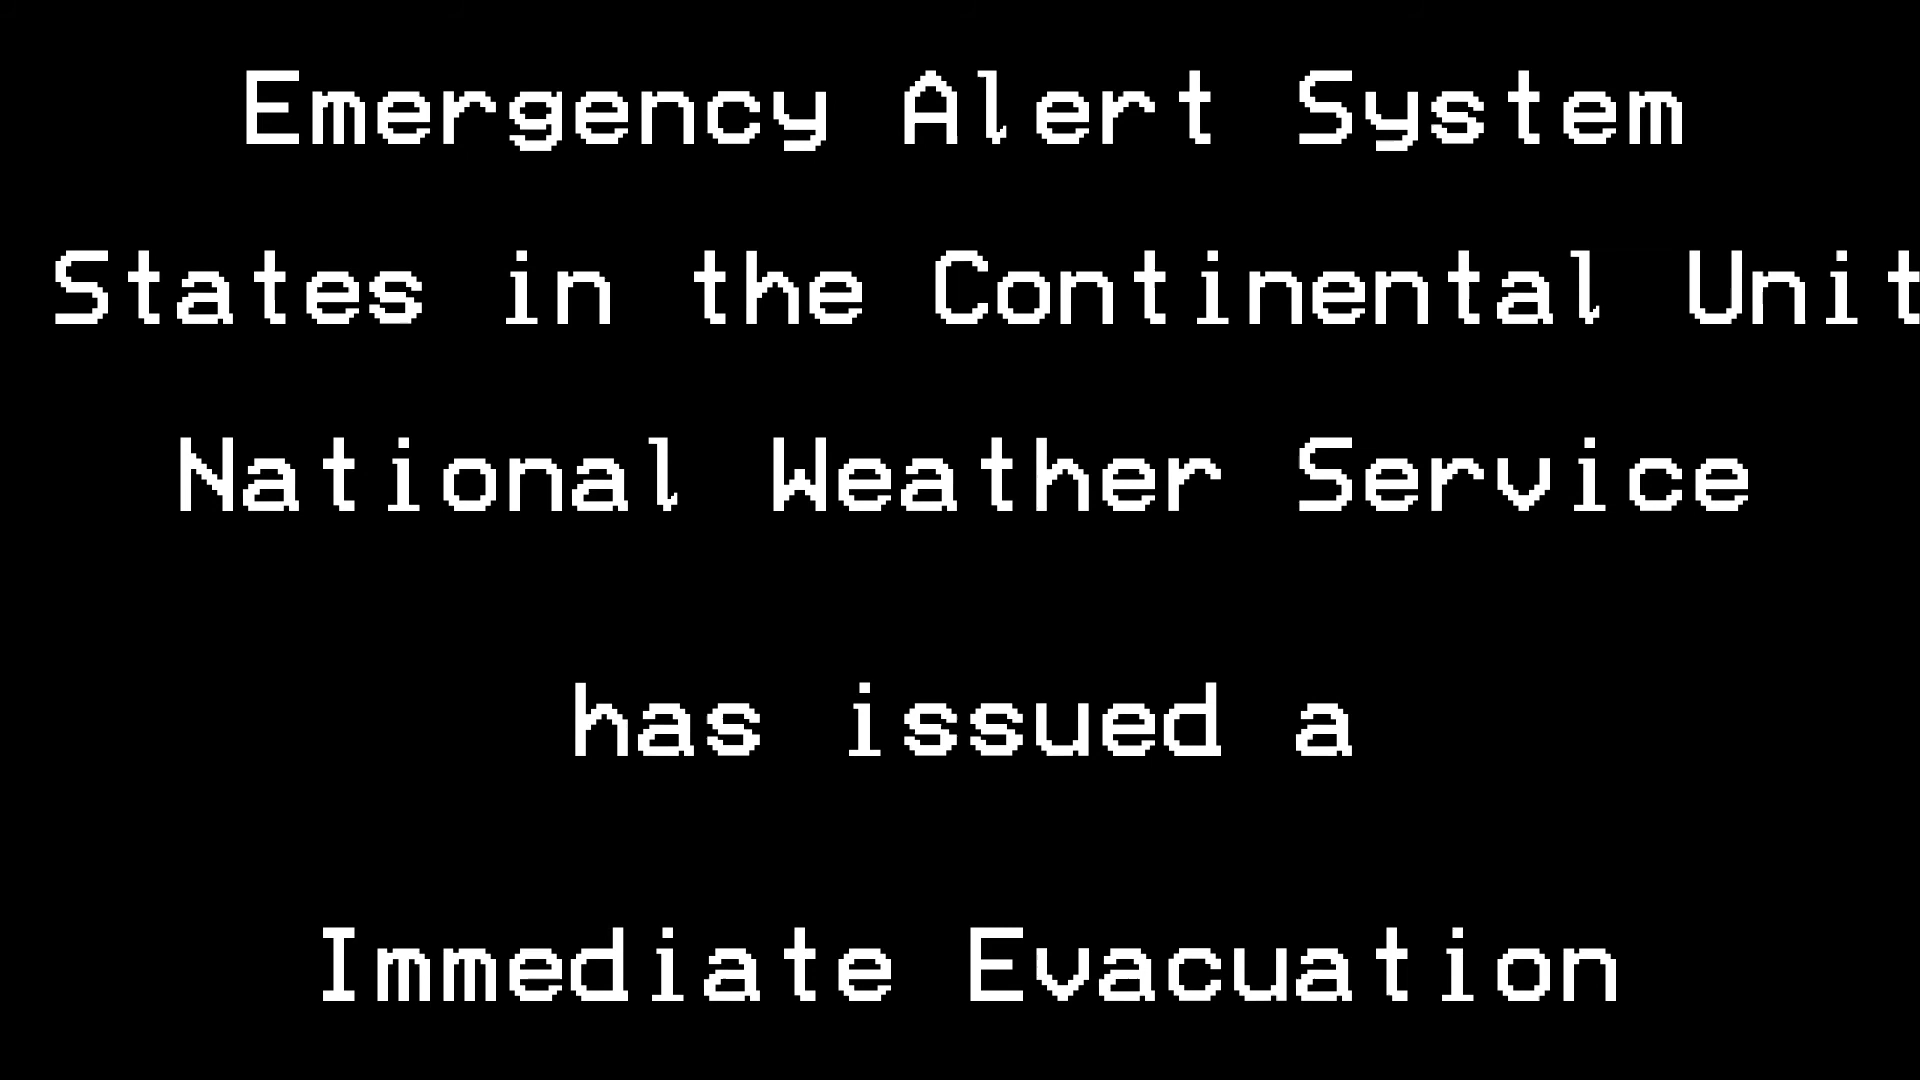 Emergency Alert System
States in the Continental Unit
National Weather Service
has issued a
Immediate Evacuation